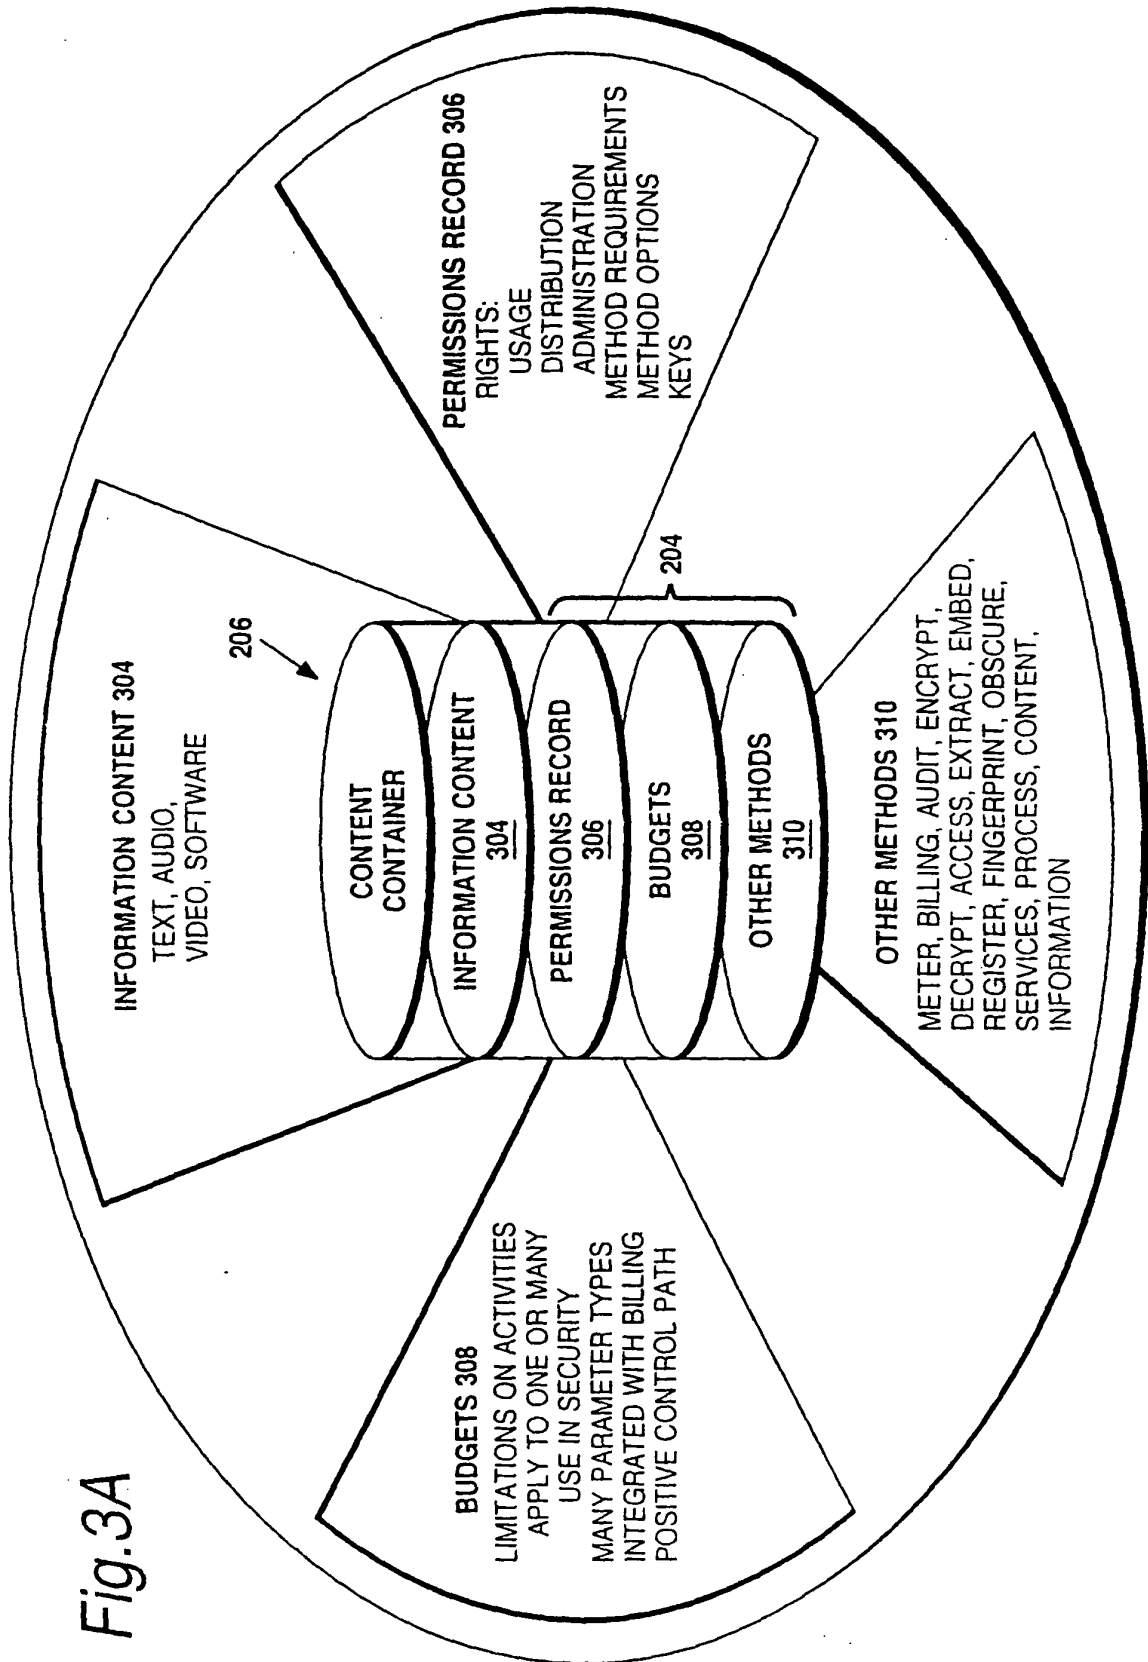 Fig.3A
INFORMATION CONTENT 304
TEXT, AUDIO,
VIDEO, SOFTWARE
206
BUDGETS 308
LIMITATIONS ON ACTIVITIES
APPLY TO ONE OR MANY
USE IN SECURITY
MANY PARAMETER TYPES
INTEGRATED WITH BILLING
POSITIVE CONTROL PATH
CONTENT
CONTAINER
INFORMATION CONTENT
304
PERMISSIONS RECORD
306
BUDGETS
308
OTHER METHODS
310
204
PERMISSIONS RECORD 306
RIGHTS:
USAGE
DISTRIBUTION
ADMINISTRATION
METHOD REQUIREMENTS
METHOD OPTIONS
KEYS
OTHER METHODS 310
METER, BILLING, AUDIT, ENCRYPT,
DECRYPT, ACCESS, EXTRACT, EMBED,
REGISTER, FINGERPRINT, OBSCURE,
SERVICES, PROCESS, CONTENT,
INFORMATION